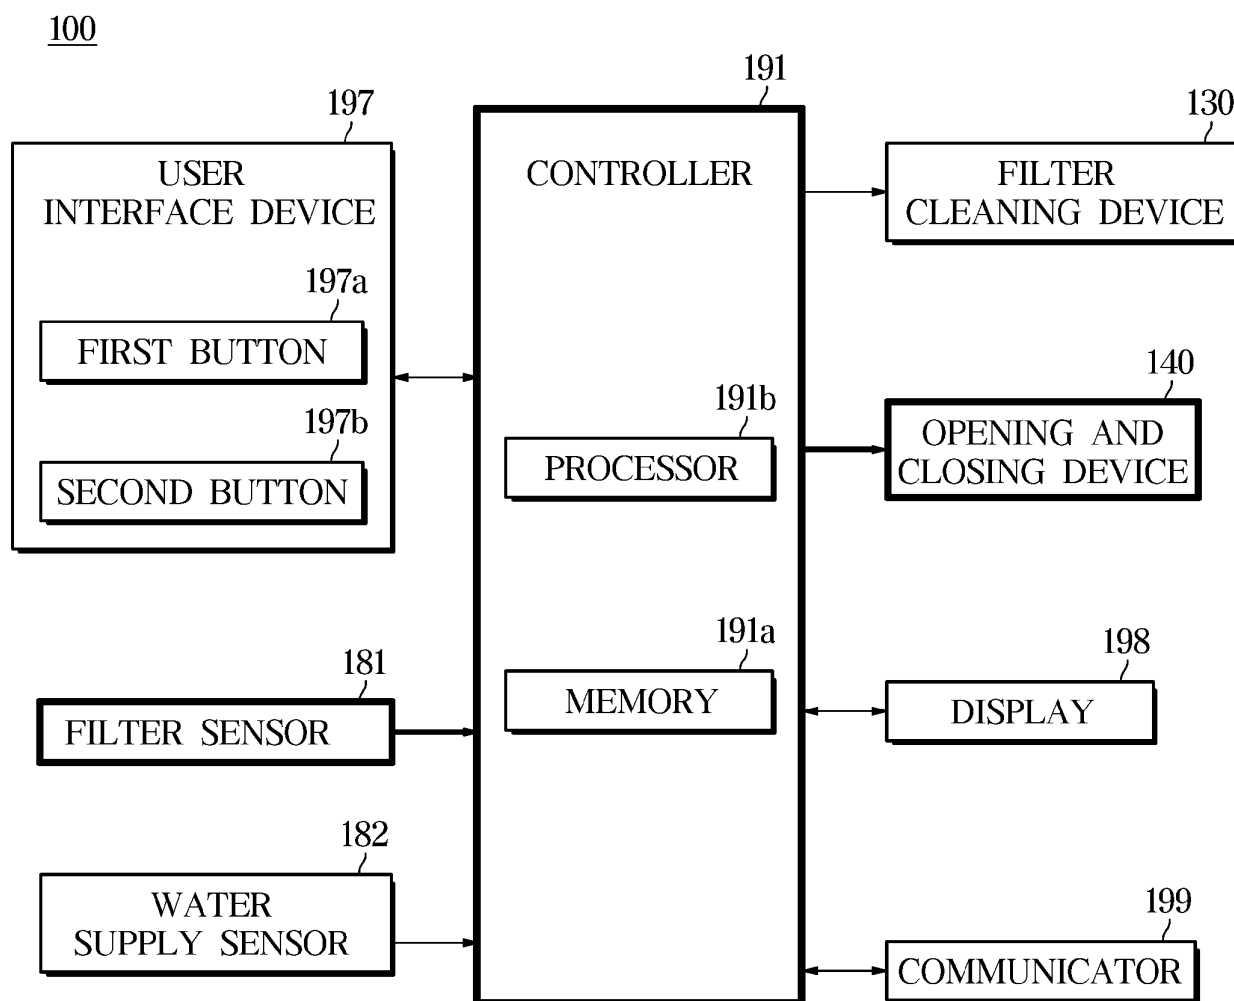 100
197
USER
INTERFACE DEVICE
197a
FIRST BUTTON
197b
SECOND BUTTON
181
FILTER SENSOR
182
WATER
SUPPLY SENSOR
191
CONTROLLER
191b
PROCESSOR
191a
MEMORY
130
FILTER
CLEANING DEVICE
140
OPENING AND
CLOSING DEVICE
198
DISPLAY
199
COMMUNICATOR